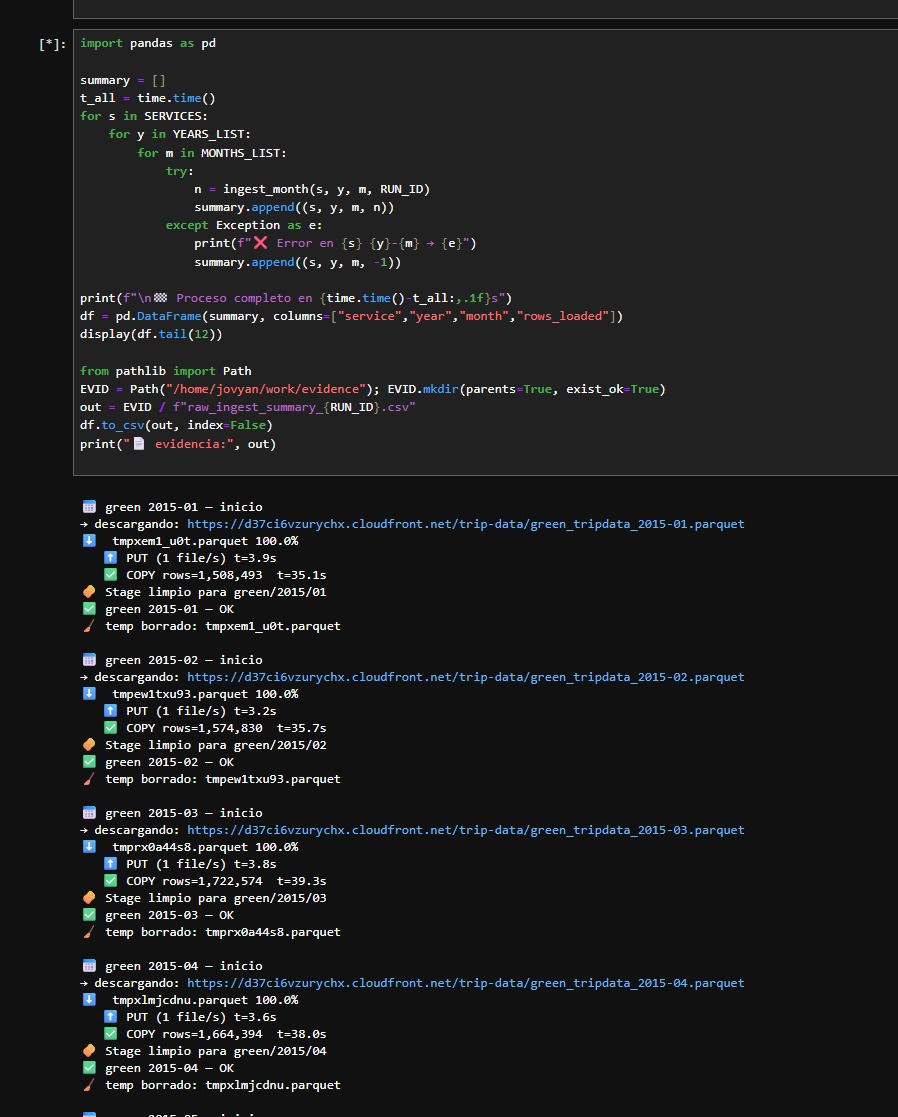 [*]:
import pandas as pd
summary = []
t_all = time.time()
for s in SERVICES:
    for y in YEARS_LIST:
        for m in MONTHS_LIST:
            try:
                n = ingest_month(s, y, m, RUN_ID)
                summary.append((s, y, m, n))
            except Exception as e:
                print(f"❌ Error en {s} {y}-{m} → {e}")
                summary.append((s, y, m, -1))
print(f"\n🏁 Proceso completo en {time.time()-t_all:,.1f}s")
df = pd.DataFrame(summary, columns=["service","year","month","rows_loaded"])
display(df.tail(12))
from pathlib import Path
EVID = Path("/home/jovyan/work/evidence"); EVID.mkdir(parents=True, exist_ok=True)
out = EVID / f"raw_ingest_summary_{RUN_ID}.csv"
df.to_csv(out, index=False)
print("📄 evidencia:", out)
📅 green 2015-01 — inicio
→ descargando: https://d37ci6vzurychx.cloudfront.net/trip-data/green_tripdata_2015-01.parquet
⬇️ tmpxem1_u0t.parquet 100.0%
⬆️ PUT (1 file/s) t=3.9s
✅ COPY rows=1,508,493 t=35.1s
🧽 Stage limpio para green/2015/01
✅ green 2015-01 — OK
🧹 temp borrado: tmpxem1_u0t.parquet
📅 green 2015-02 — inicio
→ descargando: https://d37ci6vzurychx.cloudfront.net/trip-data/green_tripdata_2015-02.parquet
⬇️ tmpew1txu93.parquet 100.0%
⬆️ PUT (1 file/s) t=3.2s
✅ COPY rows=1,574,830 t=35.7s
🧽 Stage limpio para green/2015/02
✅ green 2015-02 — OK
🧹 temp borrado: tmpew1txu93.parquet
📅 green 2015-03 — inicio
→ descargando: https://d37ci6vzurychx.cloudfront.net/trip-data/green_tripdata_2015-03.parquet
⬇️ tmprx0a44s8.parquet 100.0%
⬆️ PUT (1 file/s) t=3.8s
✅ COPY rows=1,722,574 t=39.3s
🧽 Stage limpio para green/2015/03
✅ green 2015-03 — OK
🧹 temp borrado: tmprx0a44s8.parquet
📅 green 2015-04 — inicio
→ descargando: https://d37ci6vzurychx.cloudfront.net/trip-data/green_tripdata_2015-04.parquet
⬇️ tmpxlmjcdnu.parquet 100.0%
⬆️ PUT (1 file/s) t=3.6s
✅ COPY rows=1,664,394 t=38.0s
🧽 Stage limpio para green/2015/04
✅ green 2015-04 — OK
🧹 temp borrado: tmpxlmjcdnu.parquet